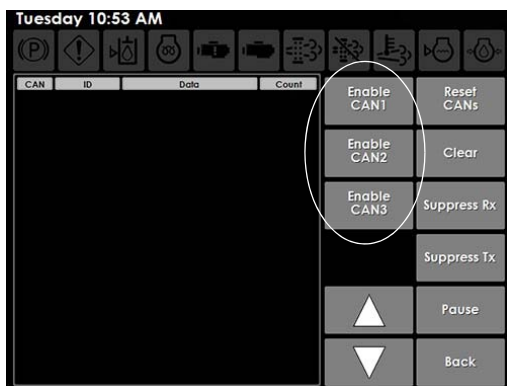 Tuesday 10:53 AM
(P)
CAN ID Data Count
Enable
CAN1
Reset
CANs
Enable
CAN2
Clear
Enable
CAN3
Suppress Rx
Suppress Tx
Pause
Back